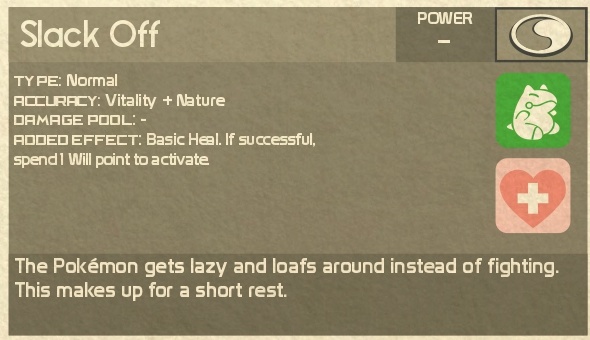 Slack Off
POWER
–
TYPE: Normal
ACCURACY: Vitality + Nature
DAMAGE POOL: -
ADDED EFFECT: Basic Heal. If successful,
spend 1 Will point to activate.
The Pokémon gets lazy and loafs around instead of fighting.
This makes up for a short rest.